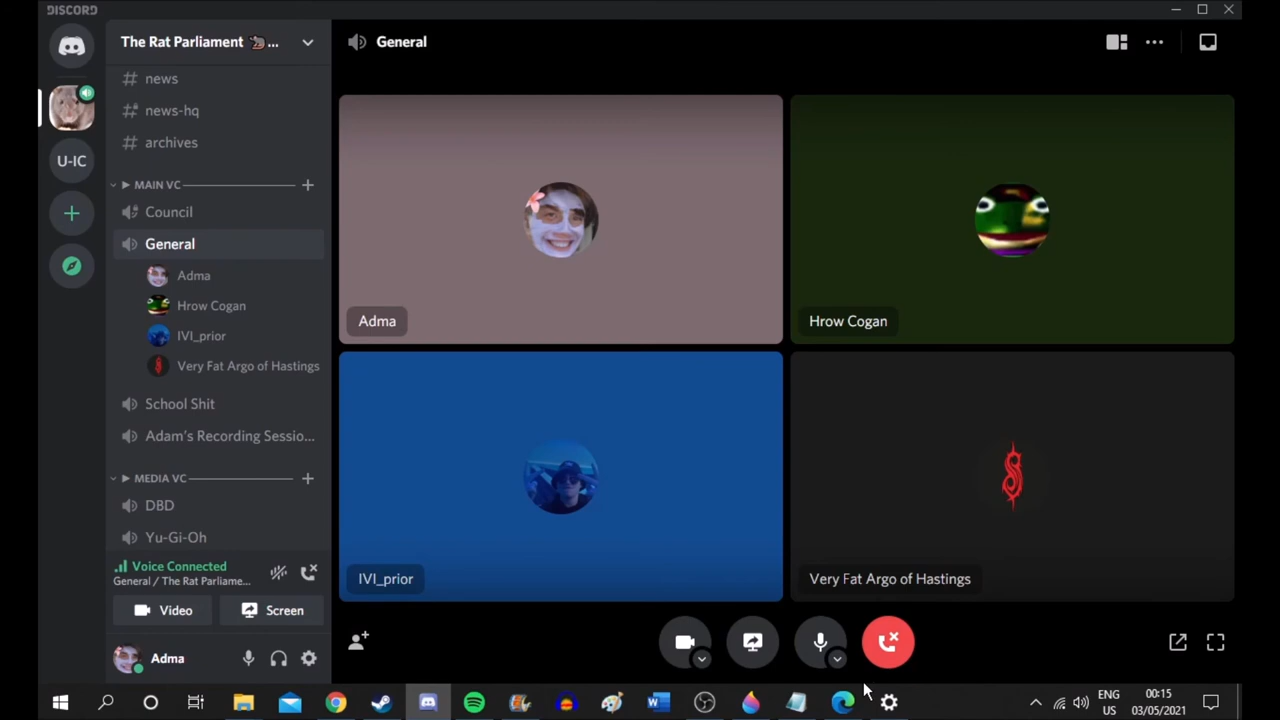 DISCORD
The Rat Parliament 🐀...
General
news
news-hq
archives
MAIN VC
Council
General
Adma
Hrow Cogan
IVI_prior
Very Fat Argo of Hastings
School Shit
Adam's Recording Sessio...
MEDIA VC
DBD
Yu-Gi-Oh
Voice Connected
General / The Rat Parliame...
Video
Screen
Adma
U-IC
Adma
Hrow Cogan
IVI_prior
Very Fat Argo of Hastings
ENG
US
00:15
03/05/2021